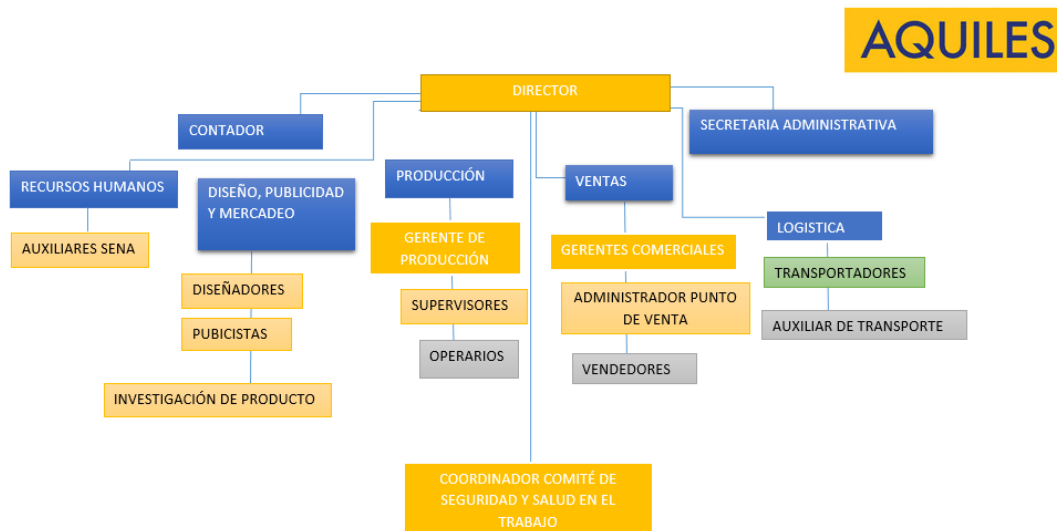 AQUILES
DIRECTOR
CONTADOR
SECRETARIA ADMINISTRATIVA
RECURSOS HUMANOS
DISEÑO, PUBLICIDAD
Y MERCADEO
PRODUCCIÓN
VENTAS
LOGISTICA
AUXILIARES SENA
GERENTE DE
PRODUCCIÓN
GERENTES COMERCIALES
TRANSPORTADORES
DISEÑADORES
SUPERVISORES
ADMINISTRADOR PUNTO
DE VENTA
AUXILIAR DE TRANSPORTE
PUBICISTAS
OPERARIOS
VENDEDORES
INVESTIGACIÓN DE PRODUCTO
COORDINADOR COMITÉ DE
SEGURIDAD Y SALUD EN EL
TRABAJO